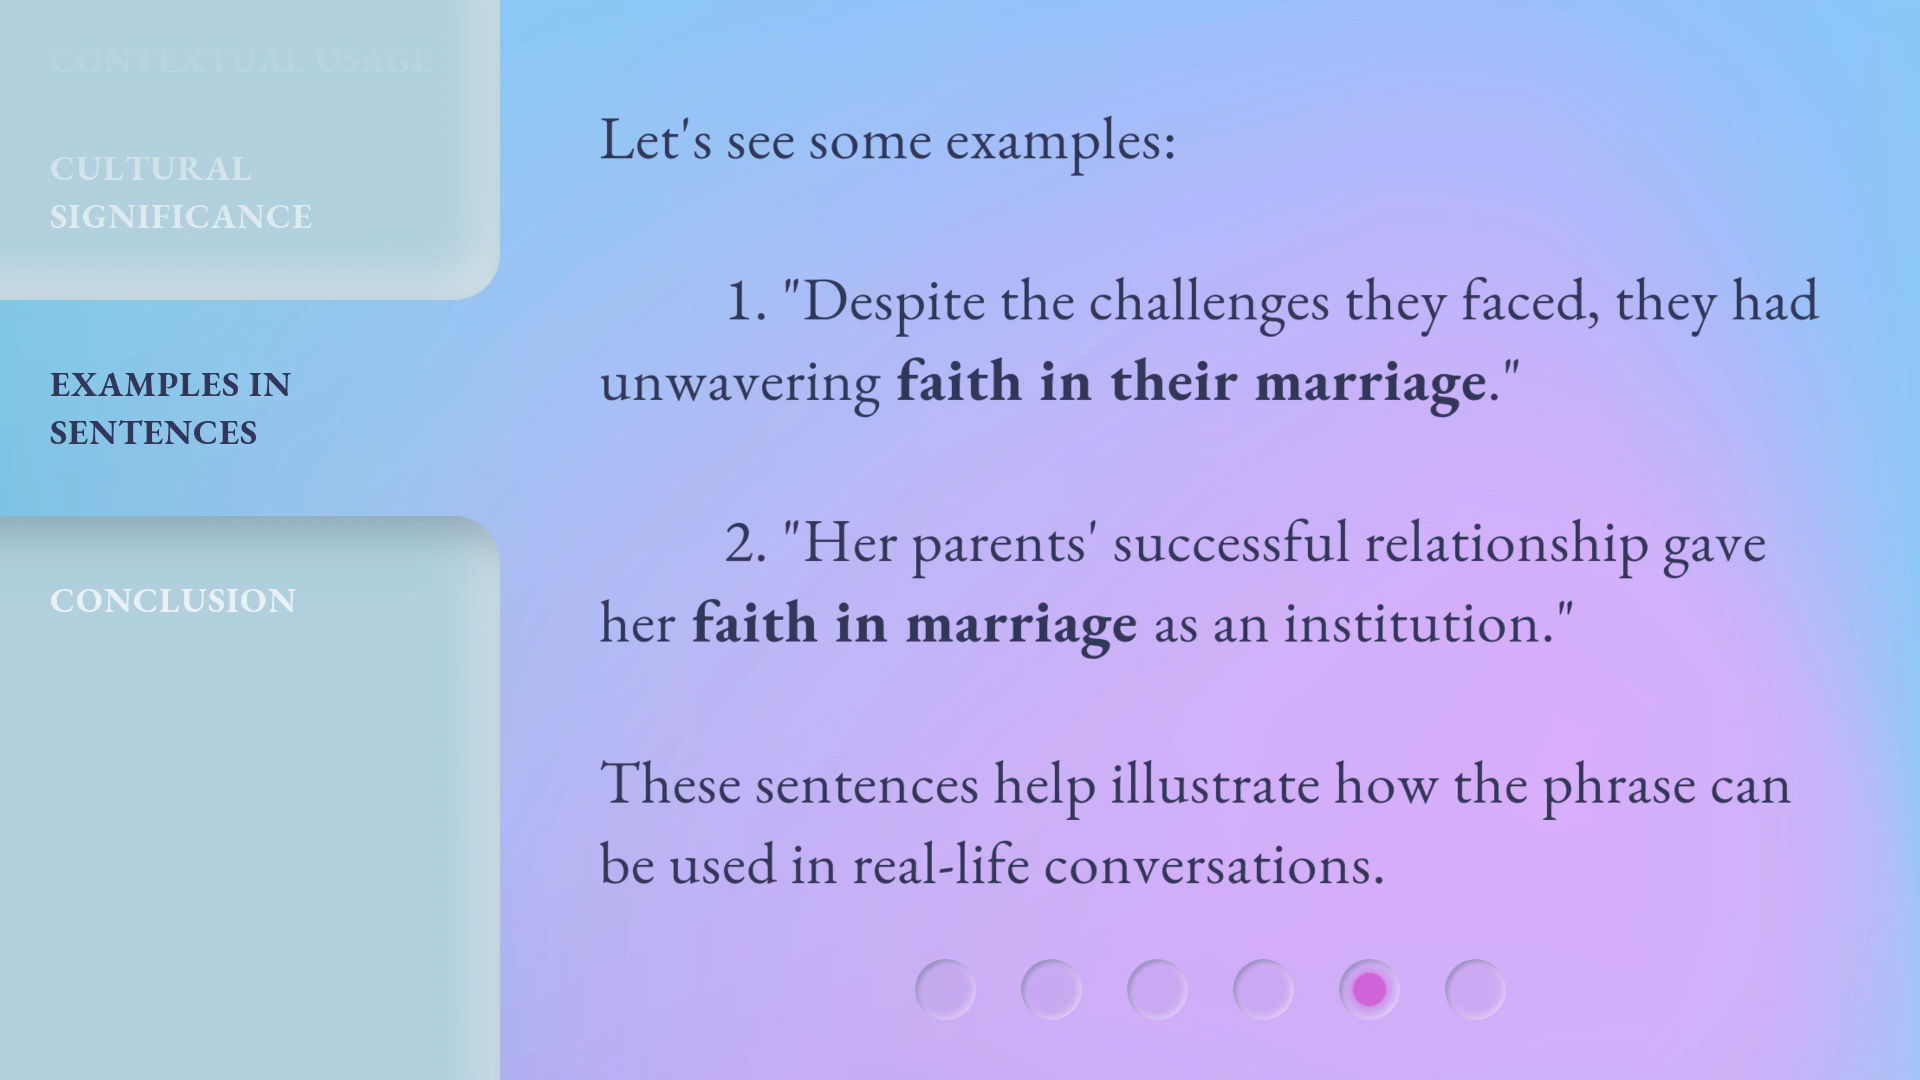 CONTEXTUAL USAGE
CULTURAL
SIGNIFICANCE
EXAMPLES IN
SENTENCES
CONCLUSION
Let's see some examples:
1. "Despite the challenges they faced, they had
unwavering faith in their marriage."
2. "Her parents' successful relationship gave
her faith in marriage as an institution."
These sentences help illustrate how the phrase can
be used in real-life conversations.